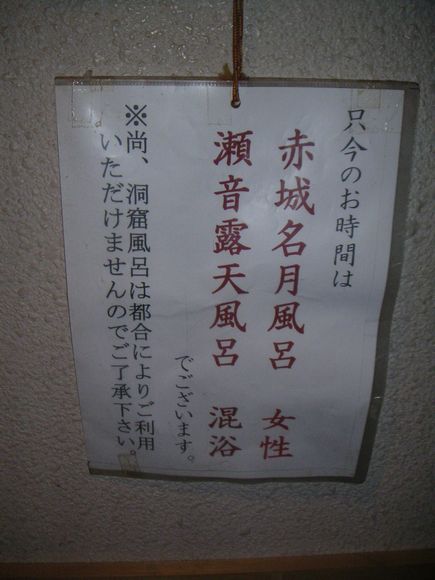 只今のお時間は
赤城名月風呂 女性
瀬音露天風呂 混浴
でございます。
※尚、洞窟風呂は都合によりご利用
いただけませんのでご了承下さい。